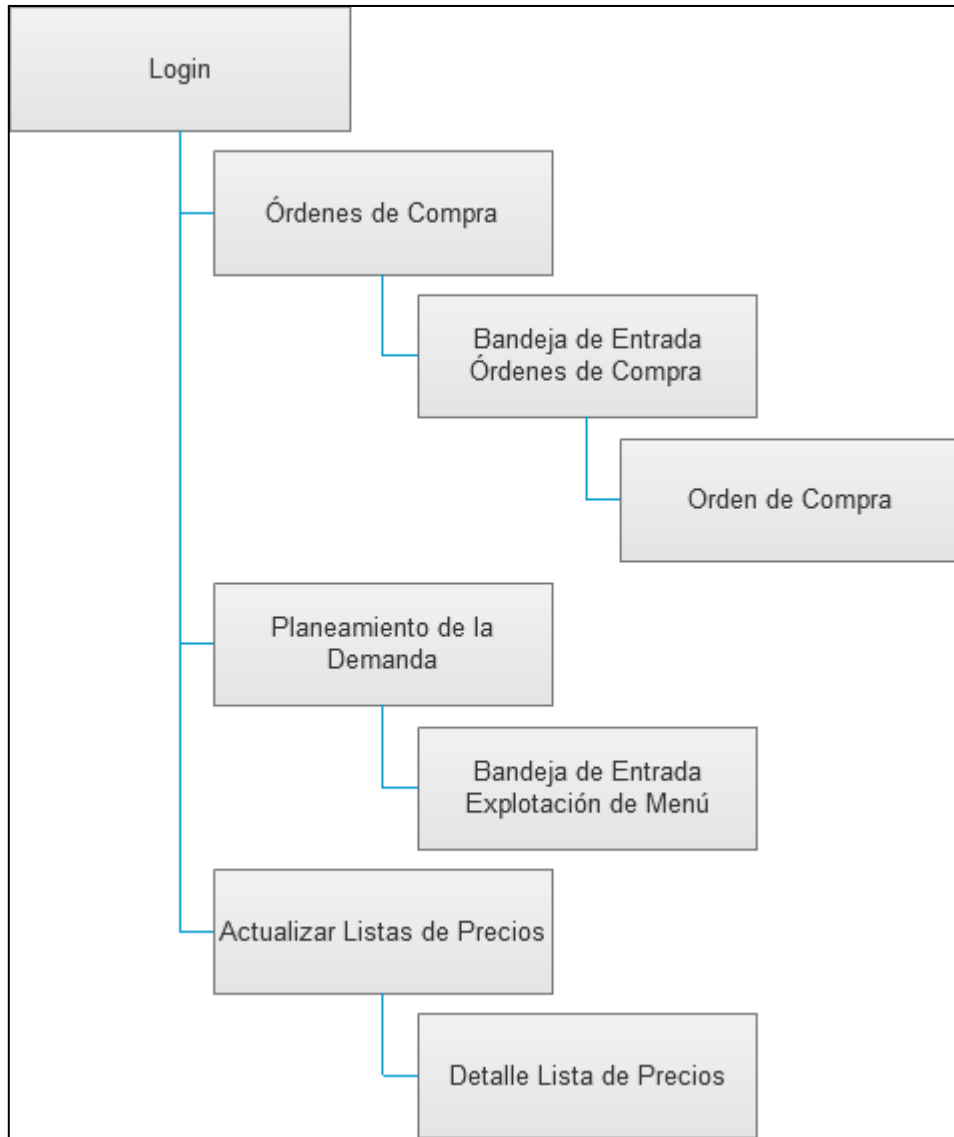 Login
Órdenes de Compra
Bandeja de Entrada
Órdenes de Compra
Orden de Compra
Planeamiento de la
Demanda
Bandeja de Entrada
Explotación de Menú
Actualizar Listas de Precios
Detalle Lista de Precios